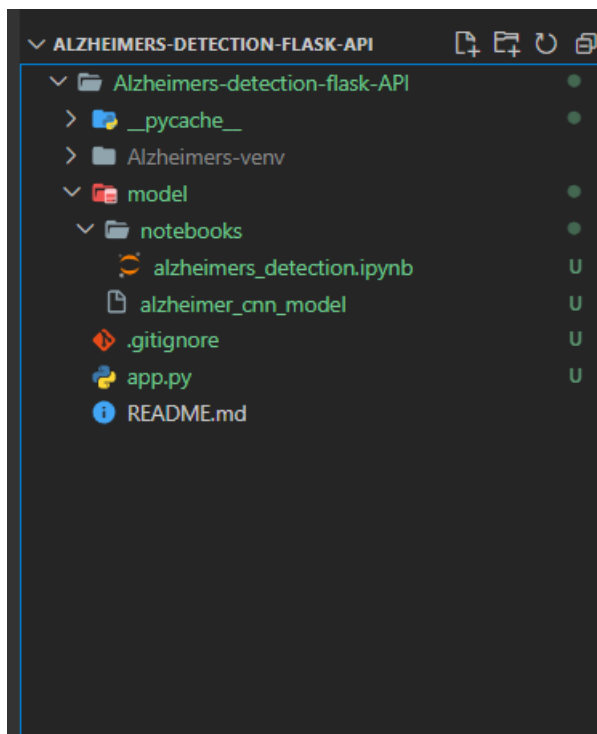 ALZHEIMERS-DETECTION-FLASK-API
Alzheimers-detection-flask-API
__pycache__
Alzheimers-venv
model
notebooks
alzheimers_detection.ipynb U
alzheimer_cnn_model U
.gitignore U
app.py U
README.md